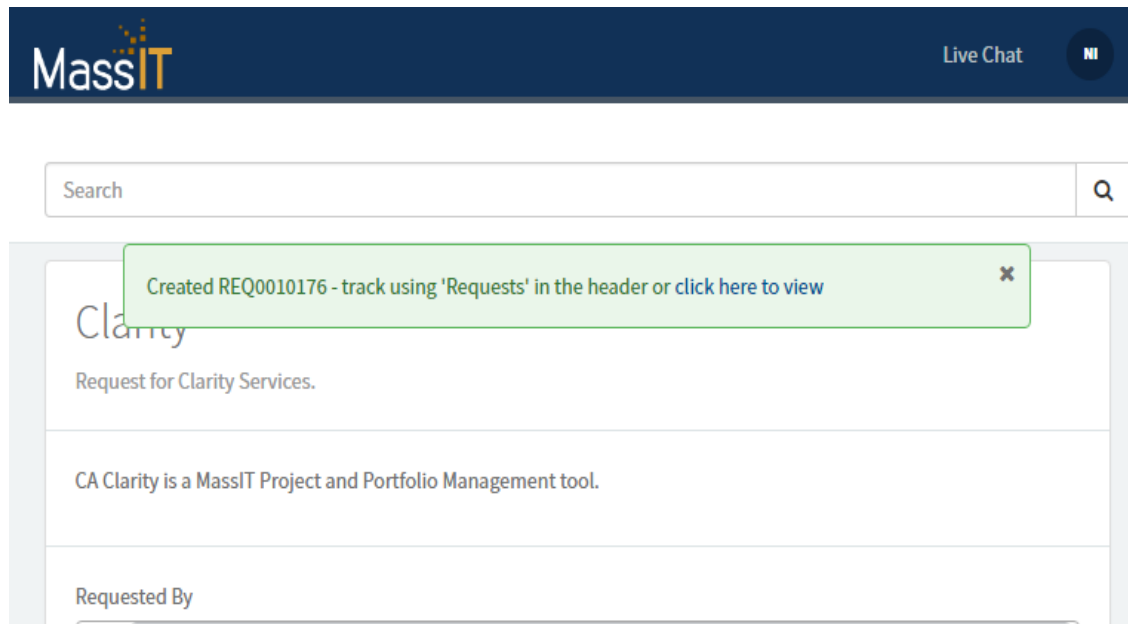 MassIT
Live Chat
NI
Search
Created REQ0010176 - track using 'Requests' in the header or click here to view
Clarity
Request for Clarity Services.
CA Clarity is a MassIT Project and Portfolio Management tool.
Requested By